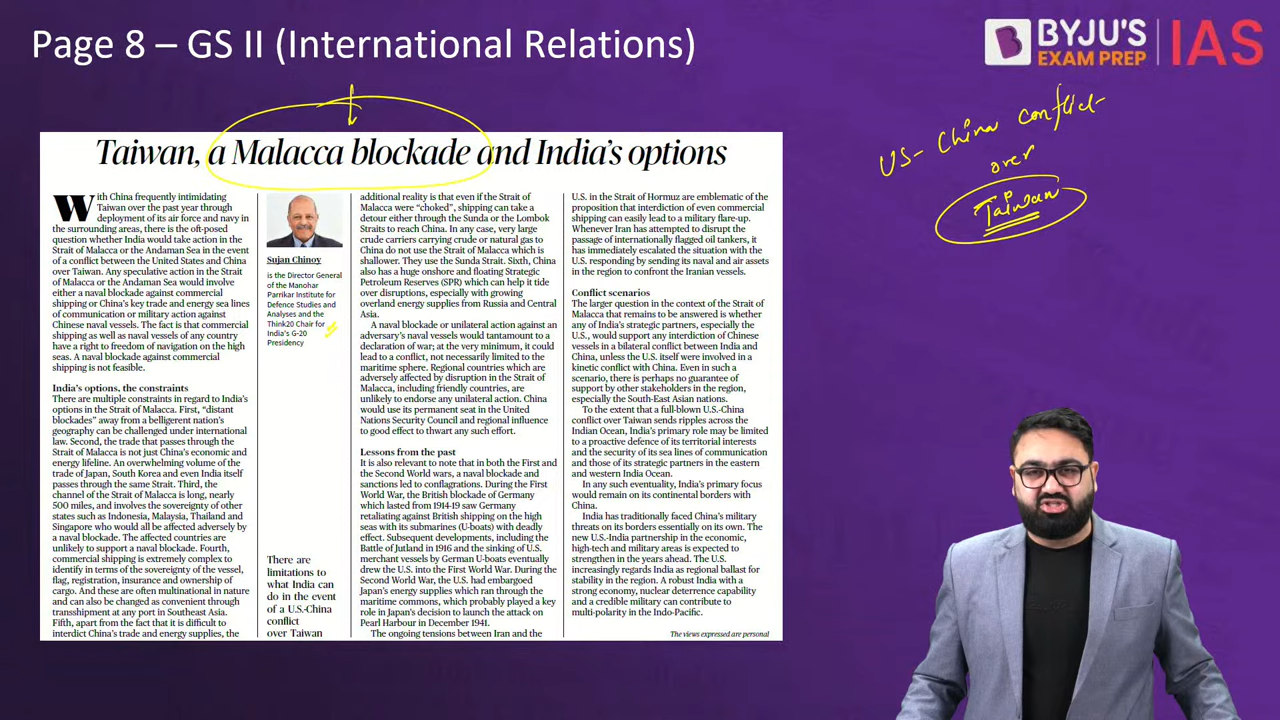 Page 8 – GS II (International Relations)
BYJU'S
EXAM PREP
IAS
US- China conflict-
over
Taiwan
Taiwan, a Malacca blockade and India's options
With China frequently intimidating
Taiwan over the past year through
deployment of its air force and navy in
the surrounding areas, there is the oft-posed
question whether India would take action in the
Strait of Malacca or the Andaman Sea in the event
of a conflict between the United States and China
over Taiwan. Any speculative action in the Strait
of Malacca or the Andaman Sea would involve
either a naval blockade against commercial
shipping or China's key trade and energy sea lines
of communication or military action against
Chinese naval vessels. The fact is that commercial
shipping as well as naval vessels of any country
have a right to freedom of navigation on the high
seas. A naval blockade against commercial
shipping is not feasible.
India's options, the constraints
There are multiple constraints in regard to India's
options in the Strait of Malacca. First, "distant
blockades" away from a belligerent nation's
geography can be challenged under international
law. Second, the trade that passes through the
Strait of Malacca is not just China's economic and
energy lifeline. An overwhelming volume of the
trade of Japan, South Korea and even India itself
passes through the same Strait. Third, the
channel of the Strait of Malacca is long, nearly
500 miles, and involves the sovereignty of other
states such as Indonesia, Malaysia, Thailand and
Singapore who would all be affected adversely by
a naval blockade. The affected countries are
unlikely to support a naval blockade. Fourth,
commercial shipping is extremely complex to
identify in terms of the sovereignty of the vessel,
flag, registration, insurance and ownership of
cargo. And these are often multinational in nature
and can also be changed as convenient through
transshipment at any port in Southeast Asia.
Fifth, apart from the fact that it is difficult to
interdict China's trade and energy supplies, the
Sujan Chinoy
is the Director General
of the Manohar
Parrikar Institute for
Defence Studies and
Analyses and the
Think20 Chair for
India's G-20
Presidency
There are
limitations to
what India can
do in the event
of a U.S.-China
conflict
over Taiwan
additional reality is that even if the Strait of
Malacca were "choked", shipping can take a
detour either through the Sunda or the Lombok
Straits to reach China. In any case, very large
crude carriers carrying crude or natural gas to
China do not use the Strait of Malacca which is
shallower. They use the Sunda Strait. Sixth, China
also has a huge onshore and floating Strategic
Petroleum Reserves (SPR) which can help it tide
over disruptions, especially with growing
overland energy supplies from Russia and Central
Asia.
A naval blockade or unilateral action against an
adversary's naval vessels would tantamount to a
declaration of war; at the very minimum, it could
lead to a conflict, not necessarily limited to the
maritime sphere. Regional countries which are
adversely affected by disruption in the Strait of
Malacca, including friendly countries, are
unlikely to endorse any unilateral action. China
would use its permanent seat in the United
Nations Security Council and regional influence
to good effect to thwart any such effort.
Lessons from the past
It is also relevant to note that in both the First and
the Second World wars, a naval blockade and
sanctions led to conflagrations. During the First
World War, the British blockade of Germany
which lasted from 1914-19 saw Germany
retaliating against British shipping on the high
seas with its submarines (U-boats) with deadly
effect. Subsequent developments, including the
Battle of Jutland in 1916 and the sinking of U.S.
merchant vessels by German U-boats eventually
drew the U.S. into the First World War. During the
Second World War, the U.S. had embargoed
Japan's energy supplies which ran through the
maritime commons, which probably played a key
role in Japan's decision to launch the attack on
Pearl Harbour in December 1941.
The ongoing tensions between Iran and the
U.S. in the Strait of Hormuz are emblematic of the
proposition that interdiction of even commercial
shipping can easily lead to a military flare-up.
Whenever Iran has attempted to disrupt the
passage of internationally flagged oil tankers, it
has immediately escalated the situation with the
U.S. responding by sending its naval and air assets
in the region to confront the Iranian vessels.
Conflict scenarios
The larger question in the context of the Strait of
Malacca that remains to be answered is whether
any of India's strategic partners, especially the
U.S., would support any interdiction of Chinese
vessels in a bilateral conflict between India and
China, unless the U.S. itself were involved in a
kinetic conflict with China. Even in such a
scenario, there is perhaps no guarantee of
support by other stakeholders in the region,
especially the South-East Asian nations.
To the extent that a full-blown U.S.-China
conflict over Taiwan sends ripples across the
Indian Ocean, India's primary role may be limited
to a proactive defence of its territorial interests
and the security of its sea lines of communication
and those of its strategic partners in the eastern
and western Indian Ocean.
In any such eventuality, India's primary focus
would remain on its continental borders with
China.
India has traditionally faced China's military
threats on its borders essentially on its own. The
new U.S.-India partnership in the economic,
high-tech and military areas is expected to
strengthen in the years ahead. The U.S.
increasingly regards India as regional ballast for
stability in the region. A robust India with a
strong economy, nuclear deterrence capability
and a credible military can contribute to
multi-polarity in the Indo-Pacific.
The views expressed are personal